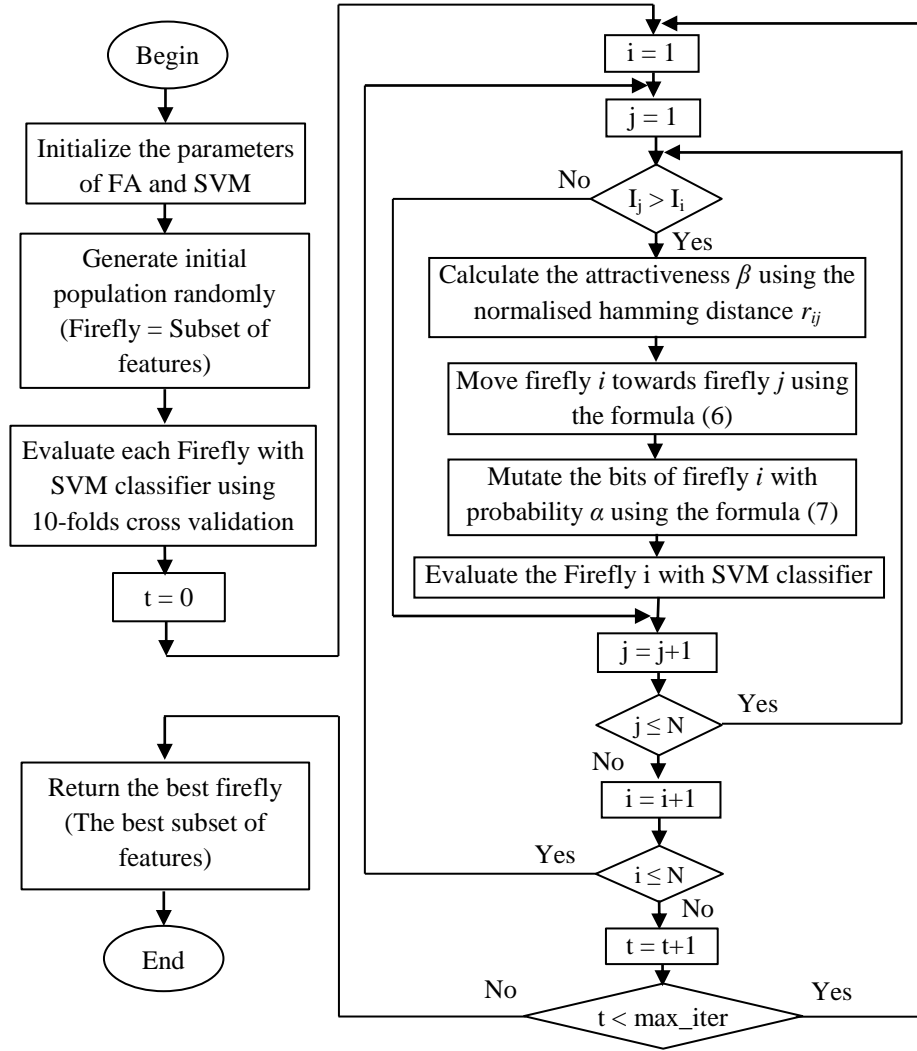 Begin
Initialize the parameters
of FA and SVM
Generate initial
population randomly
(Firefly = Subset of
features)
Evaluate each Firefly with
SVM classifier using
10-folds cross validation
t = 0
i = 1
j = 1
No
I_j > I_i
Yes
Calculate the attractiveness β using the
normalised hamming distance r_ij
Move firefly i towards firefly j using
the formula (6)
Mutate the bits of firefly i with
probability α using the formula (7)
Evaluate the Firefly i with SVM classifier
j = j+1
Yes
j ≤ N
No
i = i+1
Yes
i ≤ N
No
t = t+1
No
Yes
t < max_iter
Return the best firefly
(The best subset of
features)
End